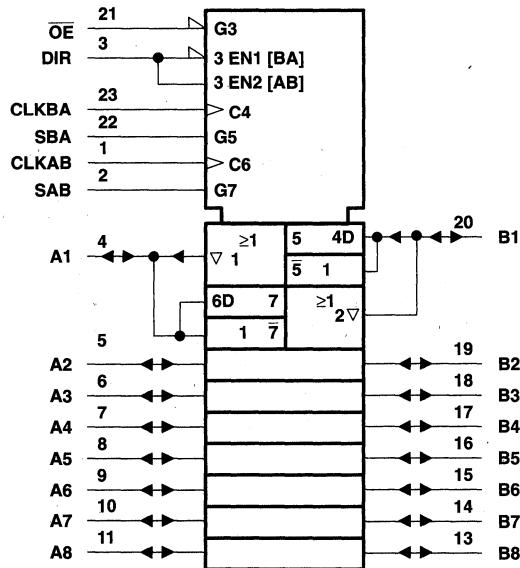 21
O̅E̅ G3
3
DIR 3 EN1 [BA]
3 EN2 [AB]
23
CLKBA C4
22
SBA G5
1
CLKAB C6
2
SAB G7
4 ≥1 5 4D 20
A1 ▽ 1 5̅ 1 B1
6D 7 ≥1
1 7̅ 2 ▽
5 19
A2 B2
6 18
A3 B3
7 17
A4 B4
8 16
A5 B5
9 15
A6 B6
10 14
A7 B7
11 13
A8 B8